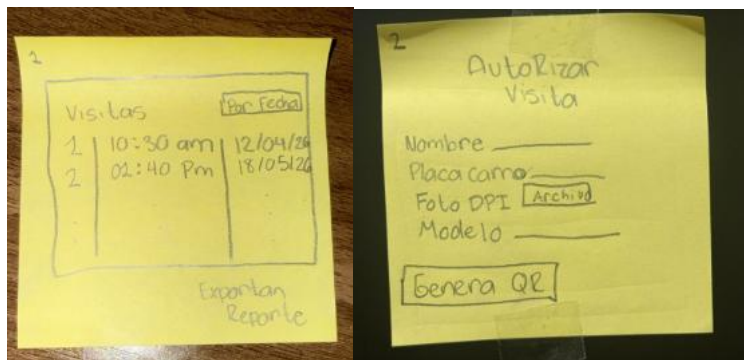 2
Visitas Por Fecha
1 10:30 am 12/04/26
2 02:40 Pm 18/05/26
Exportar
Reporte
2
AutoRizar
Visita
Nombre
Placa carro
Foto DPI Archivo
Modelo
Genera QR